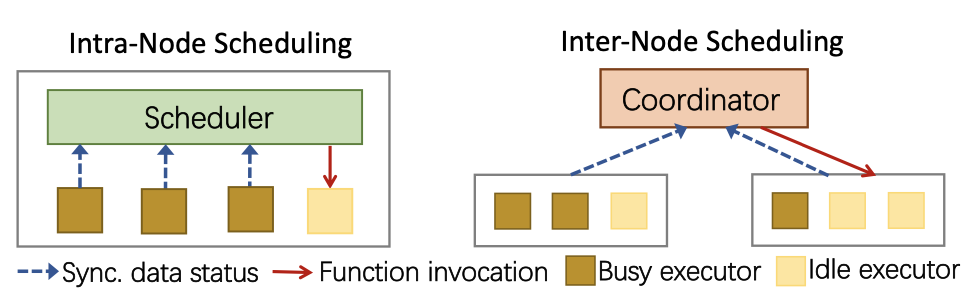 Intra-Node Scheduling
Inter-Node Scheduling
Scheduler
Coordinator
Sync. data status
Function invocation
Busy executor
Idle executor